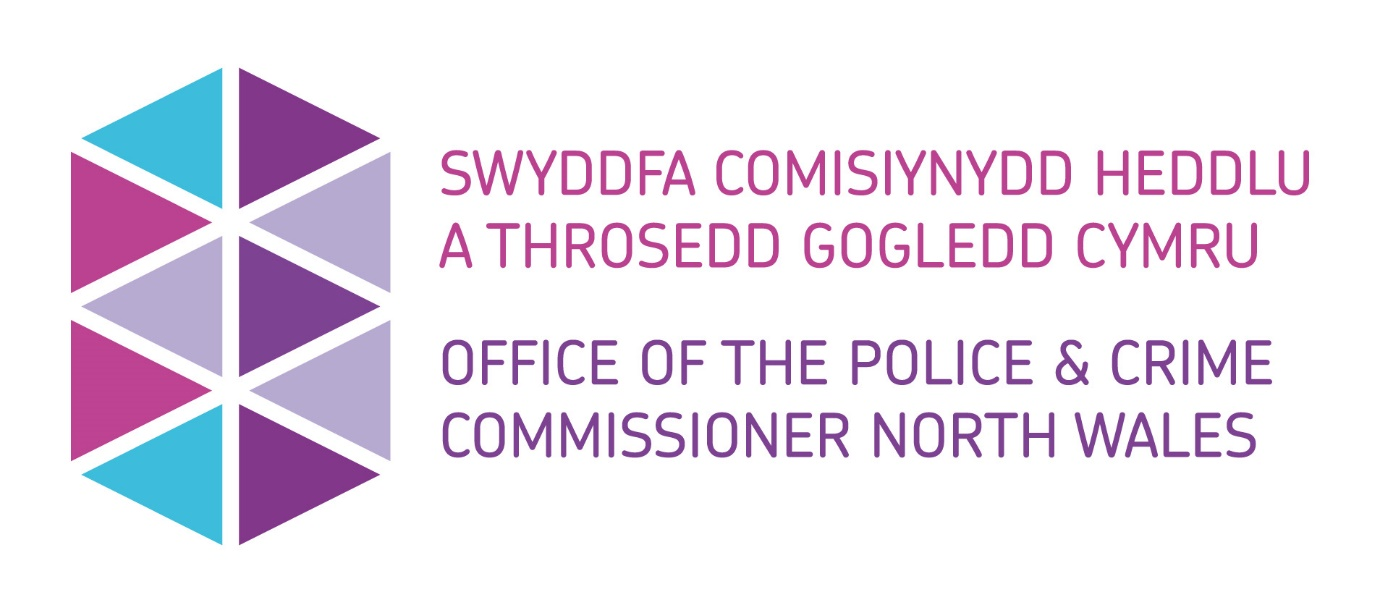 SWYDDFA COMISIYNYDD HEDDLU
A THROSEDD GOGLEDD CYMRU
OFFICE OF THE POLICE & CRIME
COMMISSIONER NORTH WALES